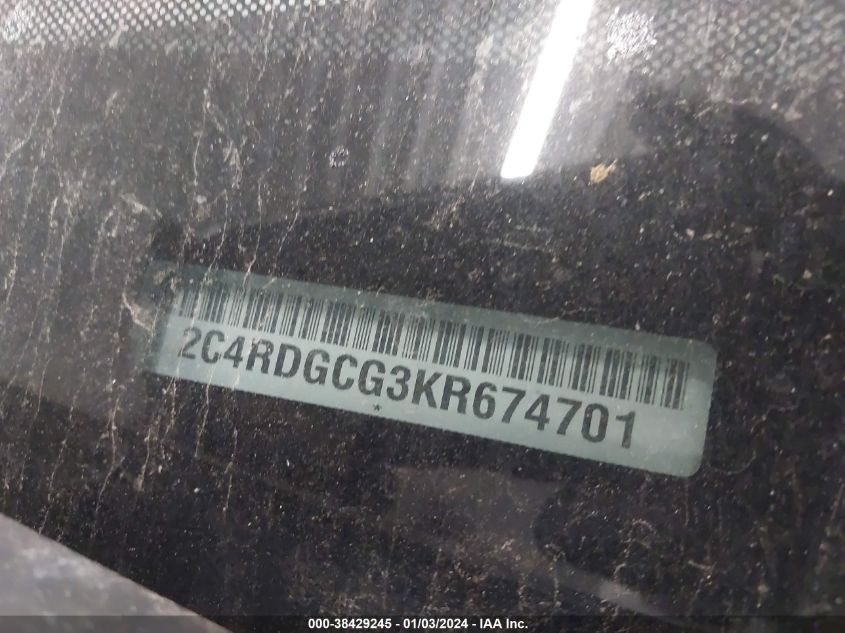 2C4RDGCG3KR674701
*
000-38429245 - 01/03/2024 - IAA Inc.